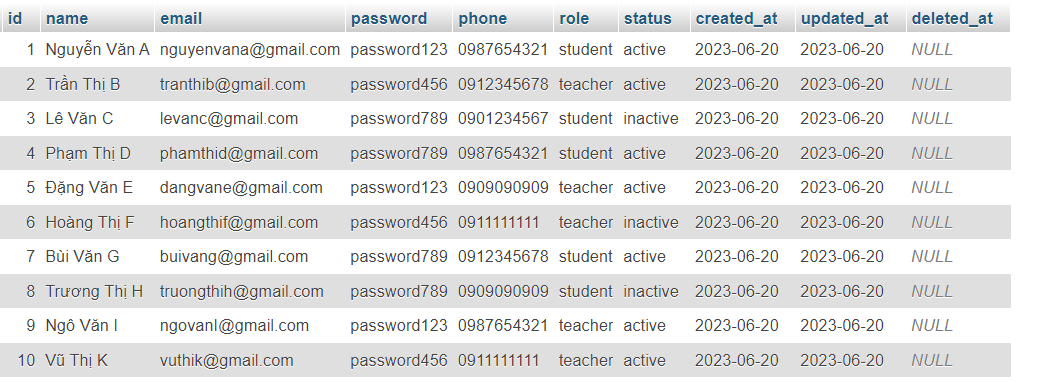 id name email password phone role status created_at updated_at deleted_at
1 Nguyễn Văn A nguyenvana@gmail.com password123 0987654321 student active 2023-06-20 2023-06-20 NULL
2 Trần Thị B tranthib@gmail.com password456 0912345678 teacher active 2023-06-20 2023-06-20 NULL
3 Lê Văn C levanc@gmail.com password789 0901234567 student inactive 2023-06-20 2023-06-20 NULL
4 Phạm Thị D phamthid@gmail.com password789 0987654321 student active 2023-06-20 2023-06-20 NULL
5 Đặng Văn E dangvane@gmail.com password123 0909090909 teacher active 2023-06-20 2023-06-20 NULL
6 Hoàng Thị F hoangthif@gmail.com password456 0911111111 teacher inactive 2023-06-20 2023-06-20 NULL
7 Bùi Văn G buivang@gmail.com password789 0912345678 student active 2023-06-20 2023-06-20 NULL
8 Trương Thị H truongthih@gmail.com password789 0909090909 student inactive 2023-06-20 2023-06-20 NULL
9 Ngô Văn I ngovanI@gmail.com password123 0987654321 teacher active 2023-06-20 2023-06-20 NULL
10 Vũ Thị K vuthik@gmail.com password456 0911111111 teacher active 2023-06-20 2023-06-20 NULL